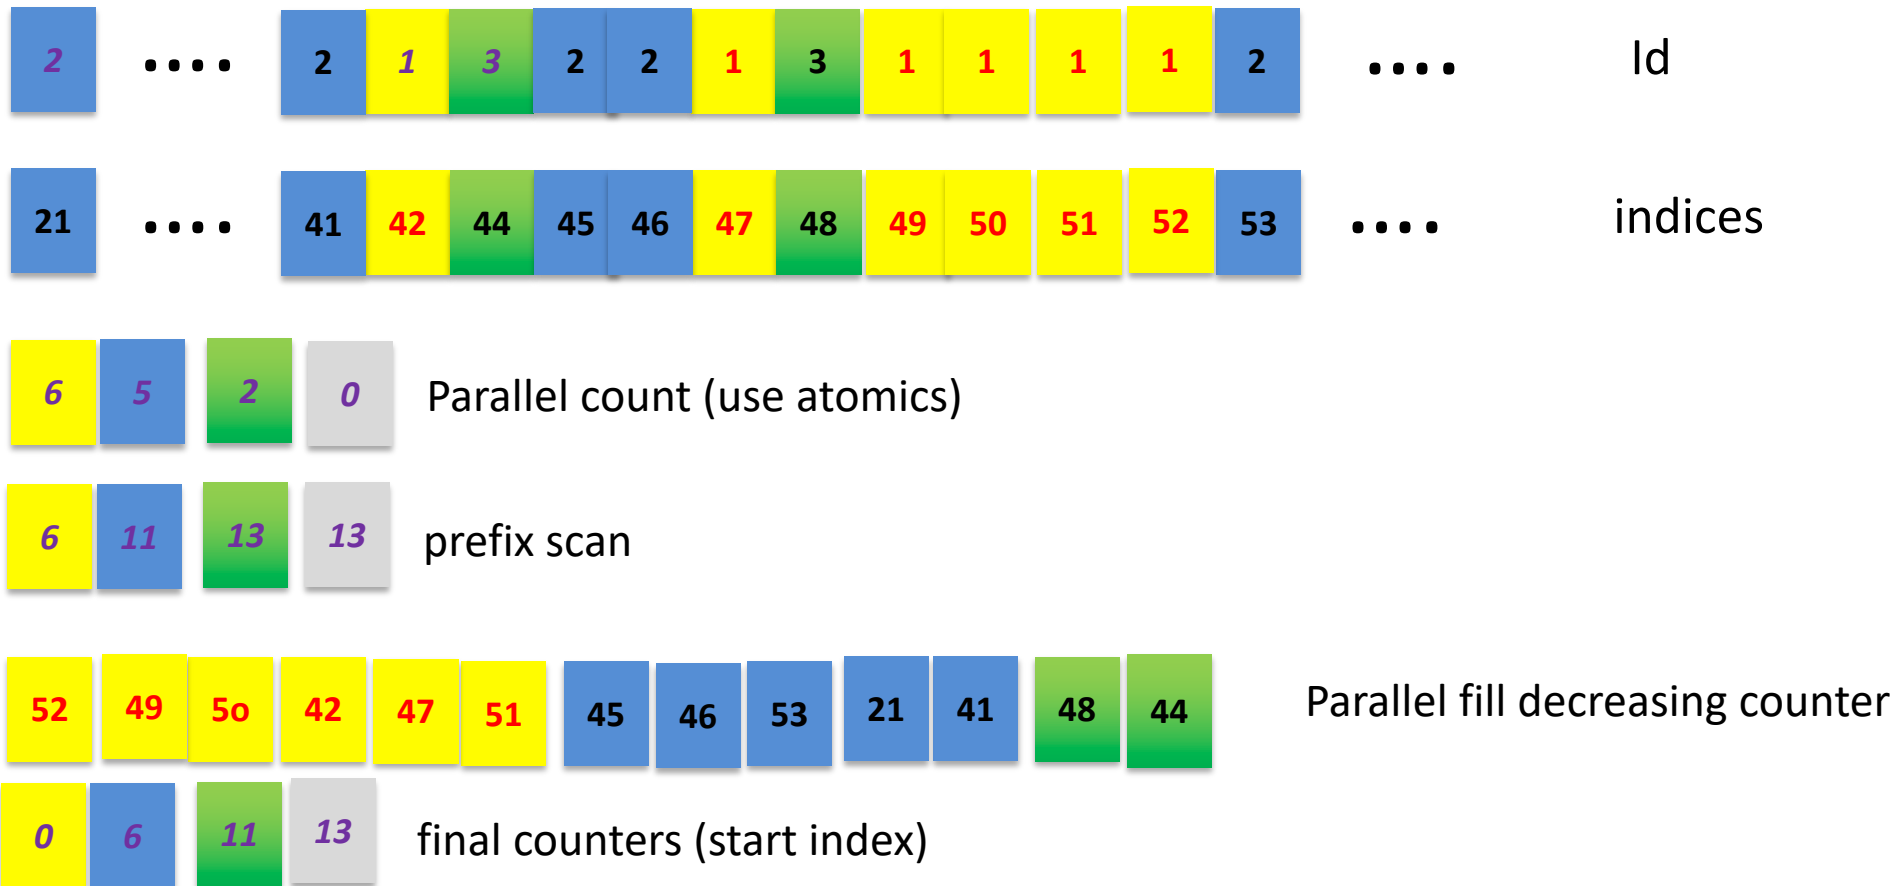 2 .... 2 1 3 2 2 1 3 1 1 1 1 2 .... Id
21 .... 41 42 44 45 46 47 48 49 50 51 52 53 .... indices
6 5 2 0 Parallel count (use atomics)
6 11 13 13 prefix scan
52 49 5o 42 47 51 45 46 53 21 41 48 44 Parallel fill decreasing counter
0 6 11 13 final counters (start index)